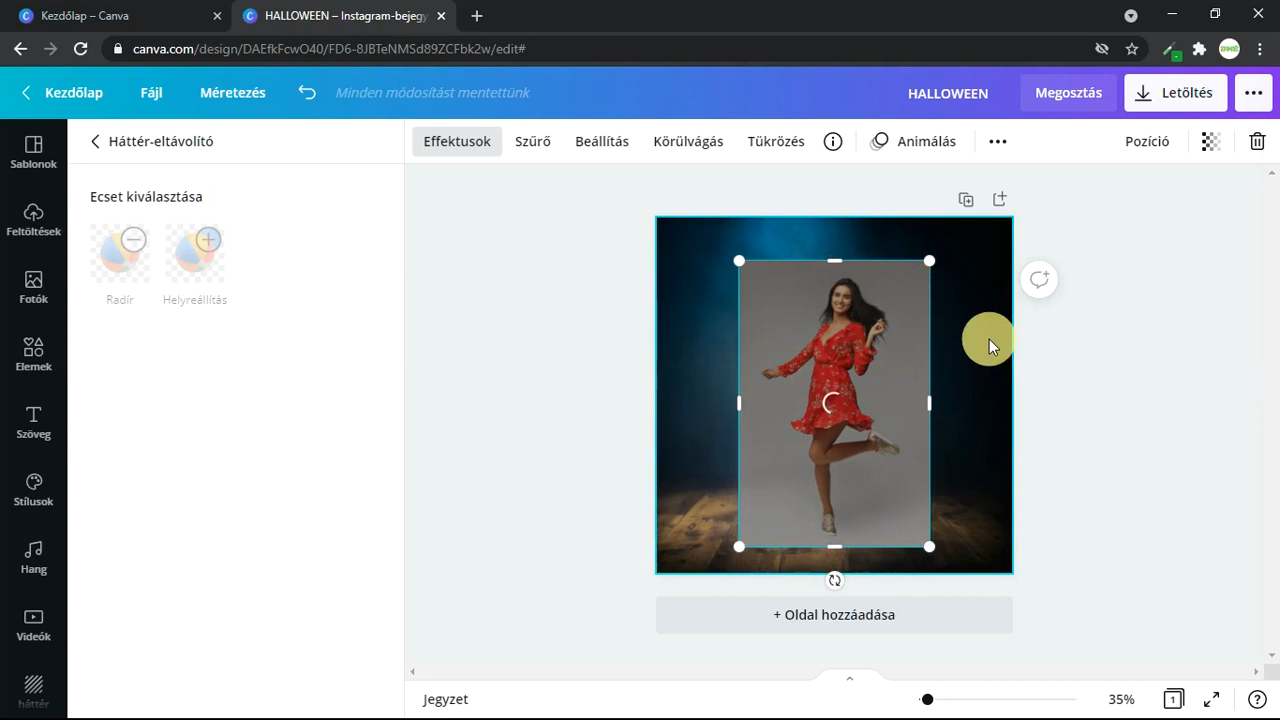 Kezdőlap – Canva
HALLOWEEN – Instagram-bejegy
canva.com/design/DAEfkFcwO40/FD6-8JBTeNMSd89ZCFbk2w/edit#
Kezdőlap Fájl Méretezés Minden módosítást mentettünk HALLOWEEN Megosztás Letöltés
Háttér-eltávolító
Effektusok Szűrő Beállítás Körülvágás Tükrözés Animálás Pozíció
Sablonok
Feltöltések
Fotók
Elemek
Szöveg
Stílusok
Hang
Videók
háttér
Ecset kiválasztása
Radír Helyreállítás
+ Oldal hozzáadása
Jegyzet 35% 1